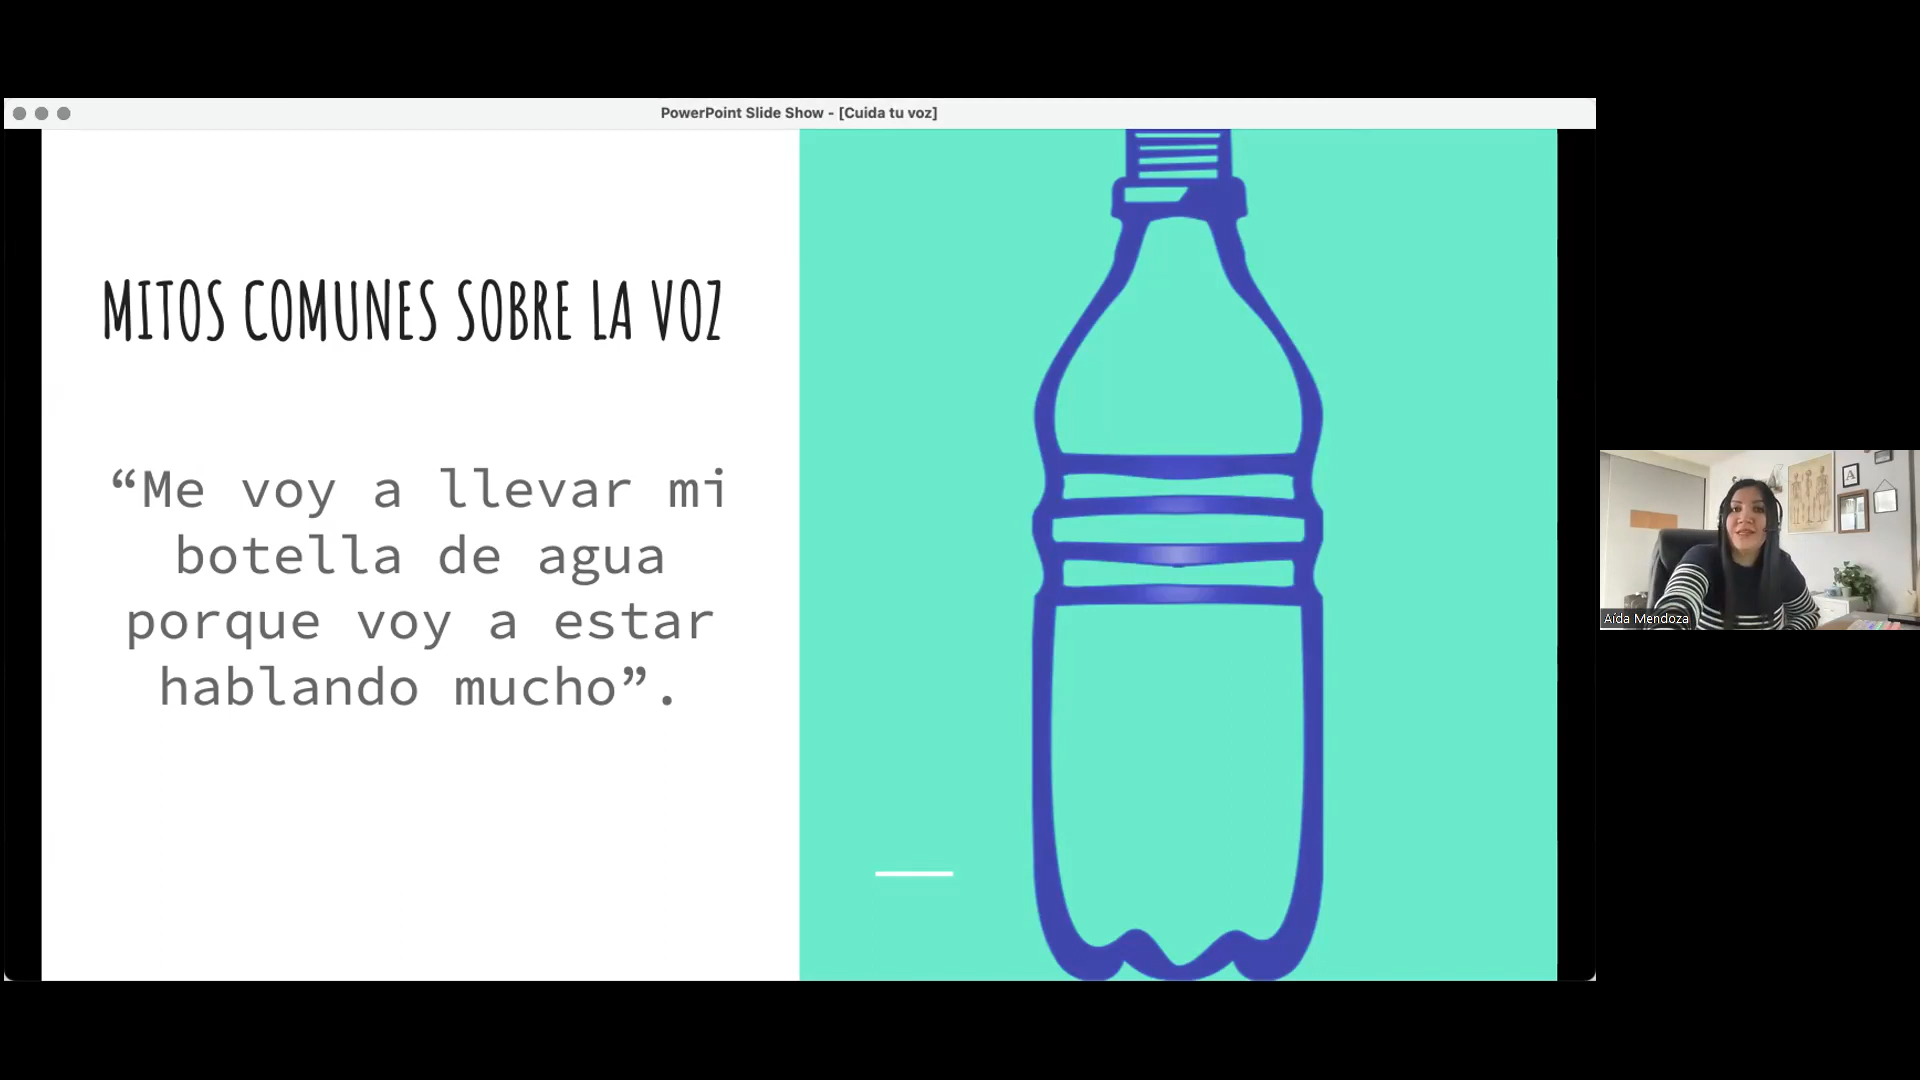 PowerPoint Slide Show - [Cuida tu voz]
MITOS COMUNES SOBRE LA VOZ
“Me voy a llevar mi
botella de agua
porque voy a estar
hablando mucho”.
A
Aída Mendoza